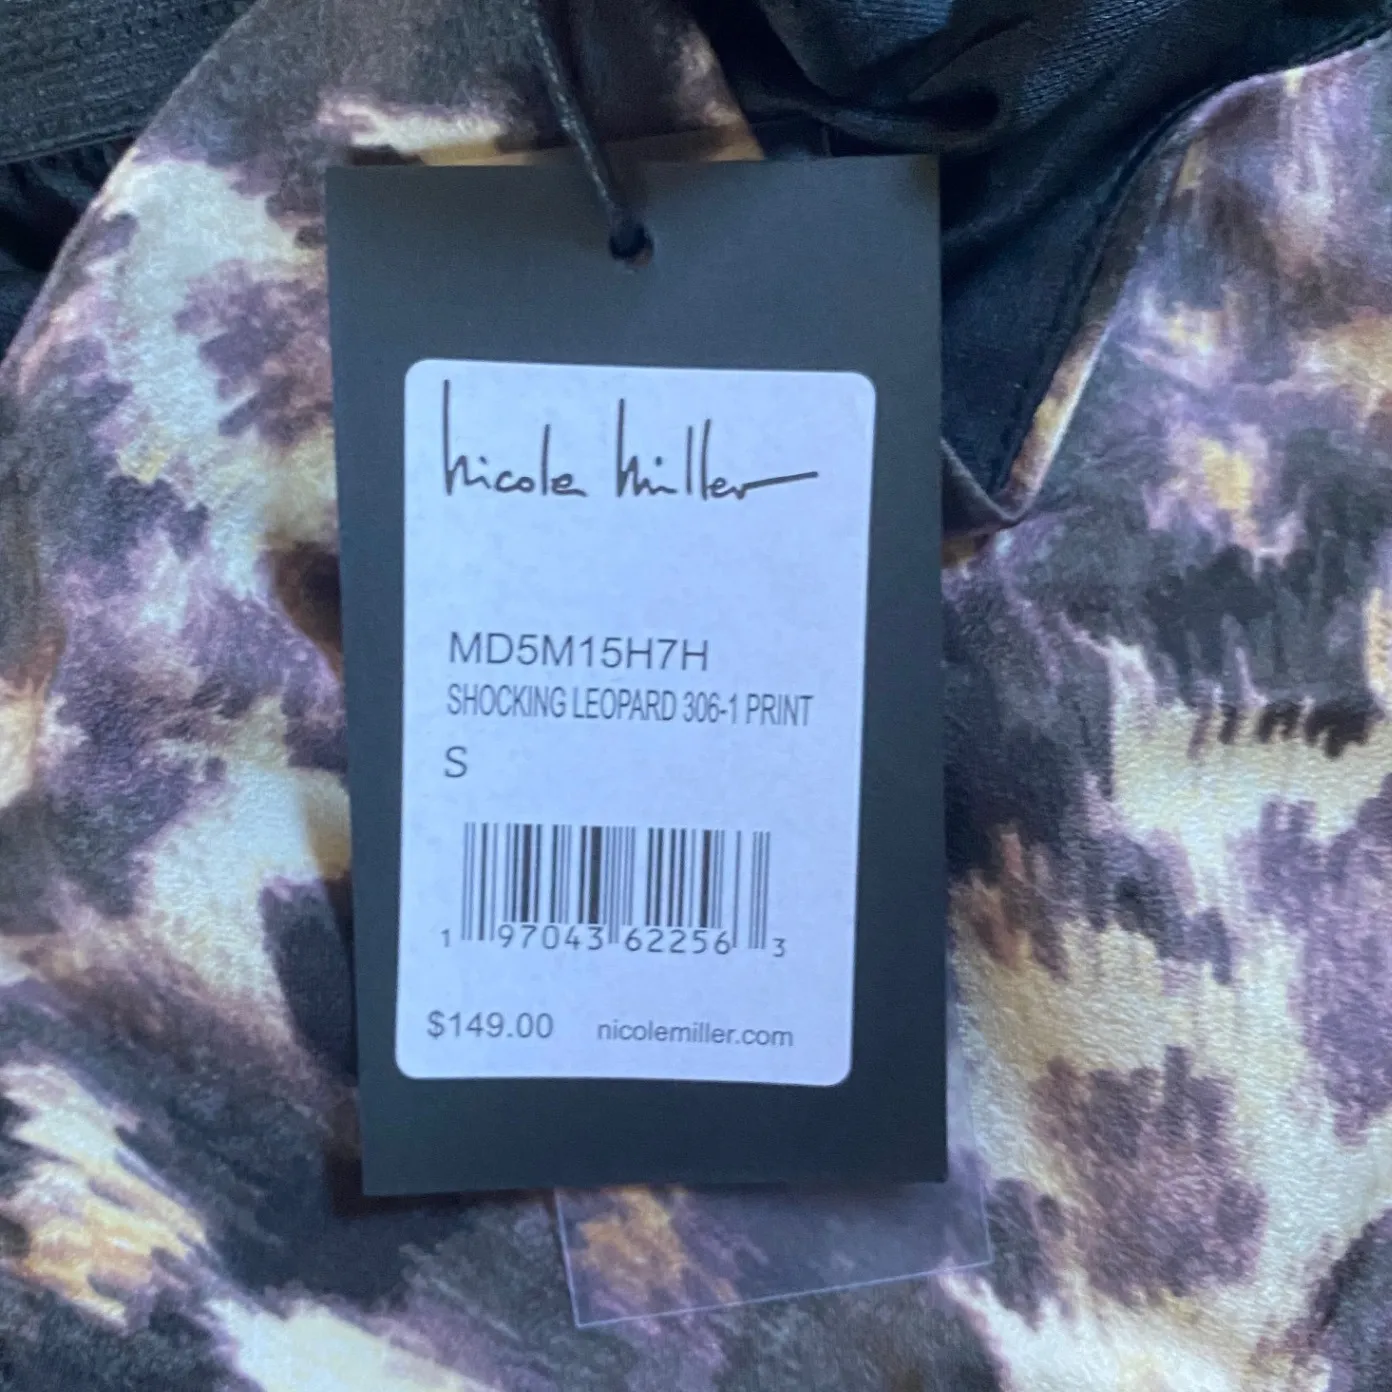 nicole miller
MD5M15H7H
SHOCKING LEOPARD 306-1 PRINT
S
1 97043 62256 3
$149.00 nicolemiller.com